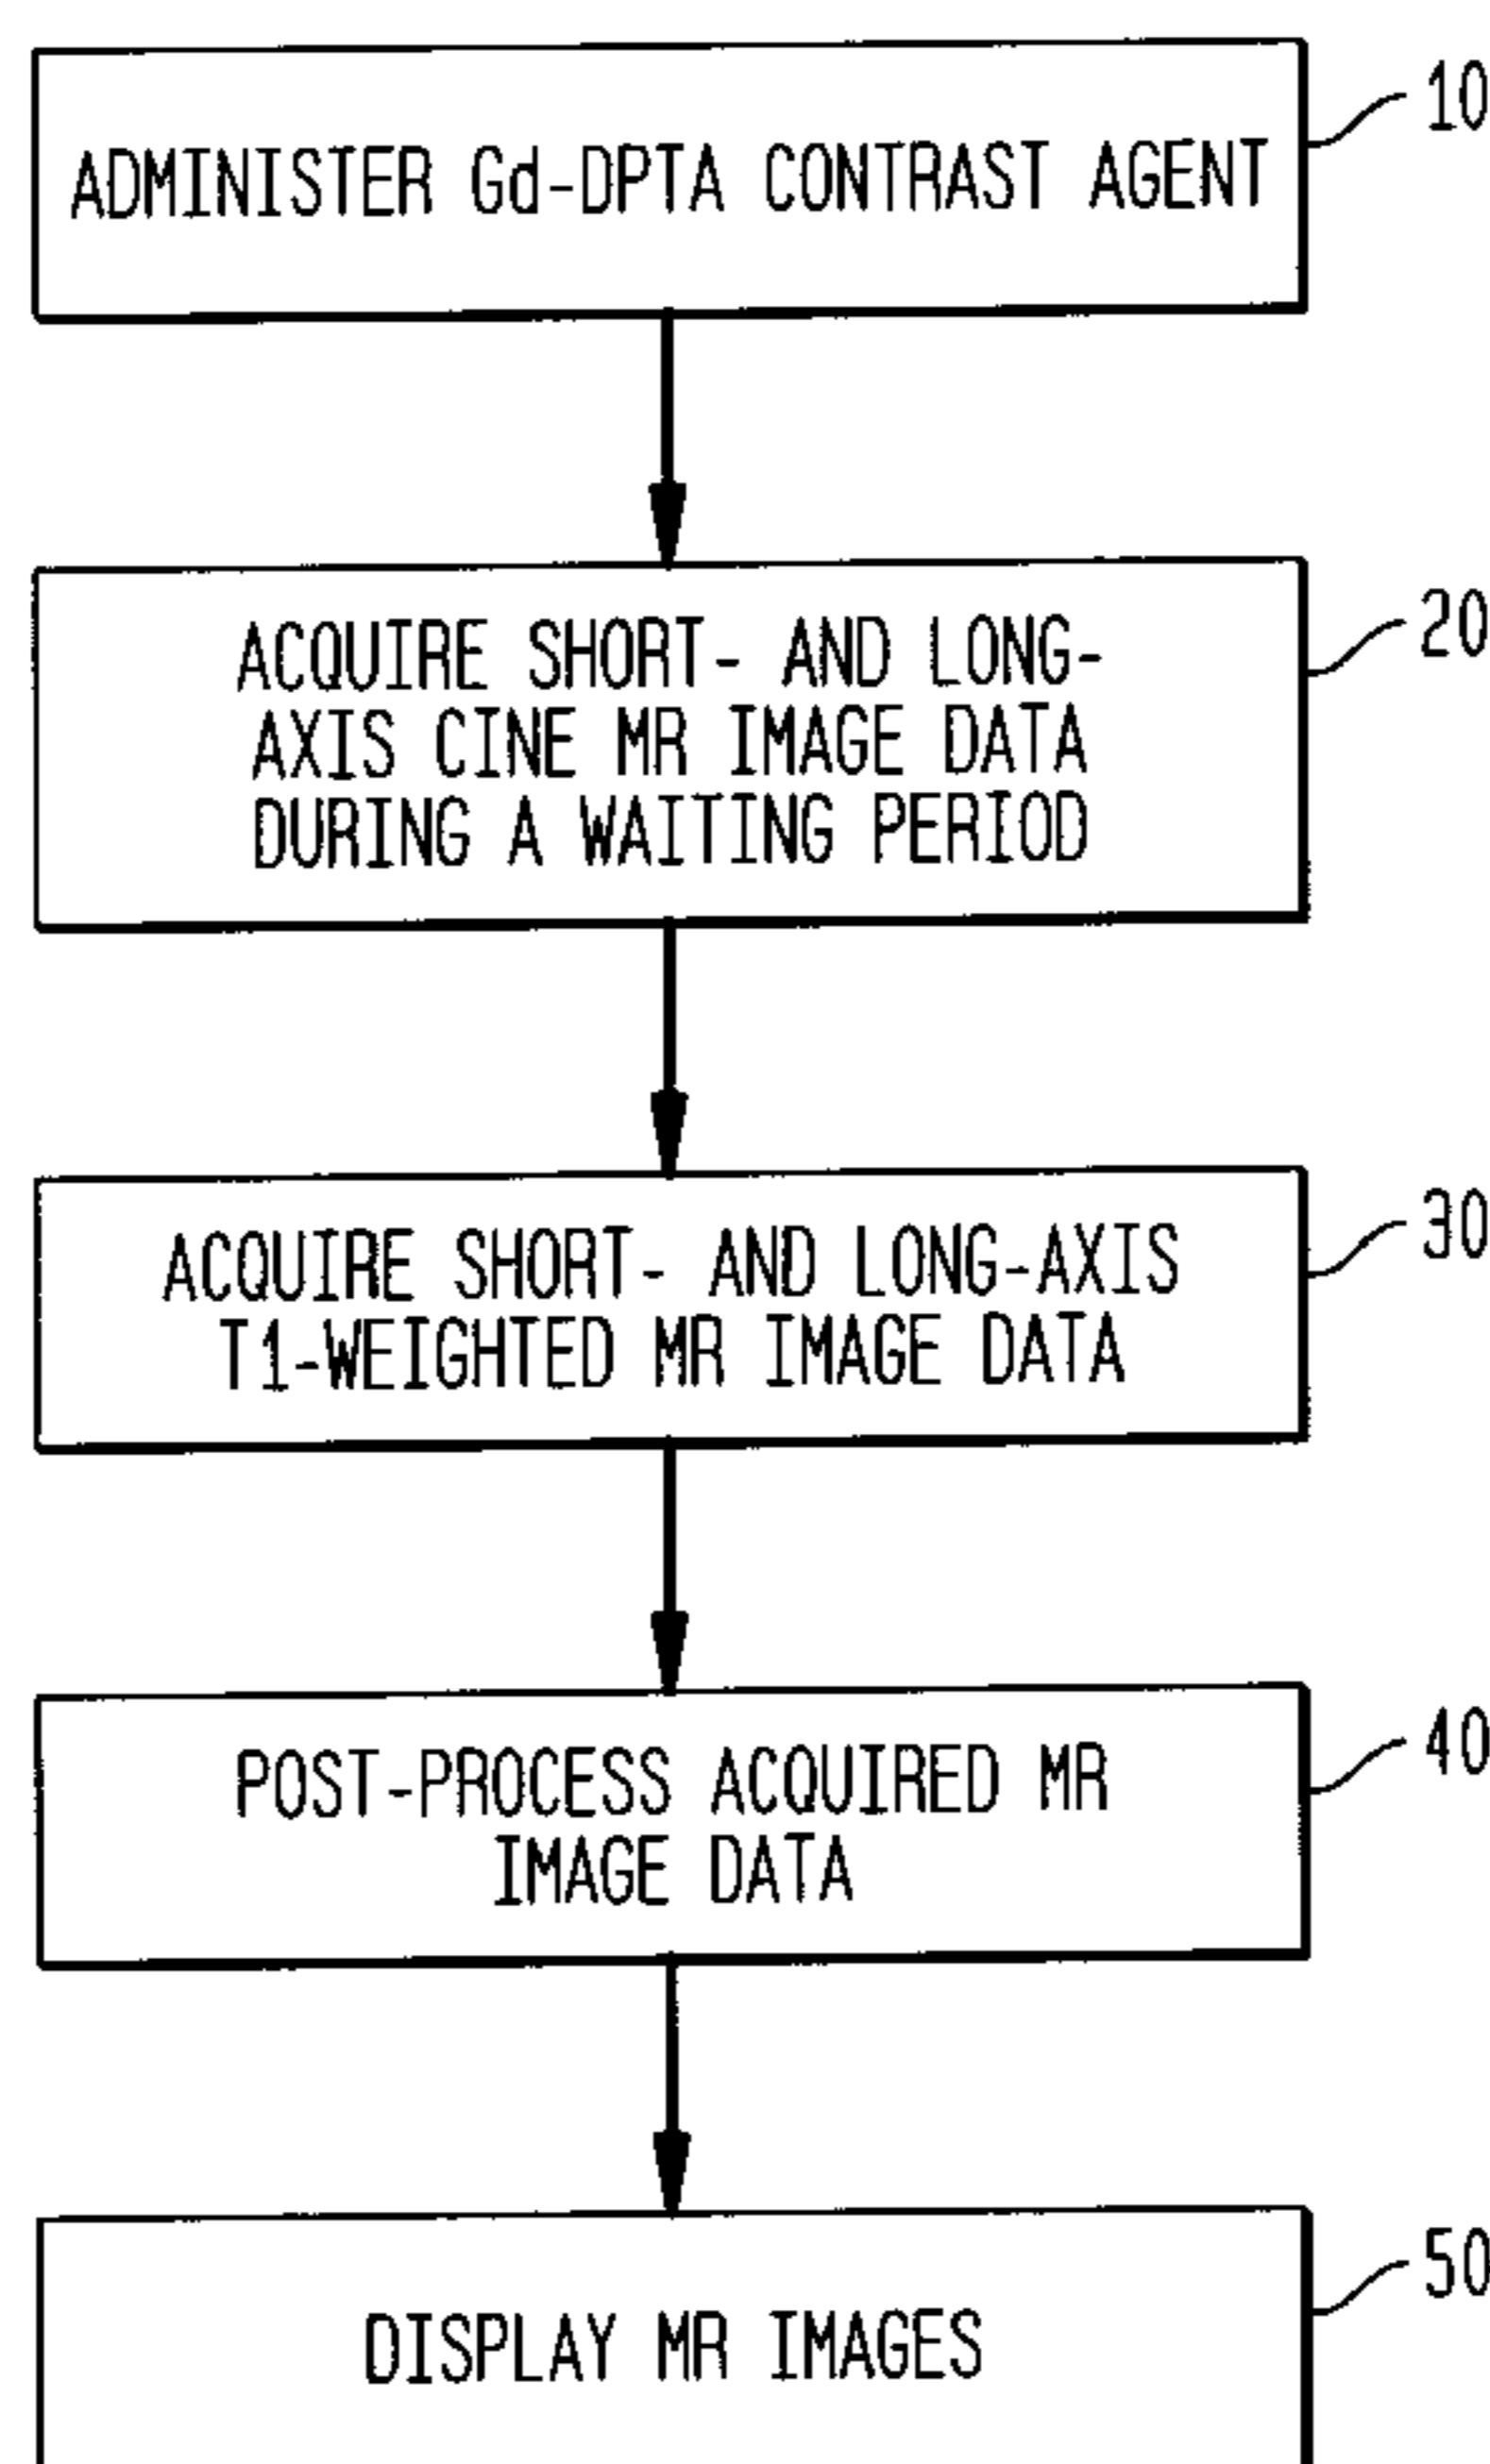 ADMINISTER Gd-DPTA CONTRAST AGENT
10
ACQUIRE SHORT- AND LONG-
AXIS CINE MR IMAGE DATA
DURING A WAITING PERIOD
20
ACQUIRE SHORT- AND LONG-AXIS
T1-WEIGHTED MR IMAGE DATA
30
POST-PROCESS ACQUIRED MR
IMAGE DATA
40
DISPLAY MR IMAGES
50